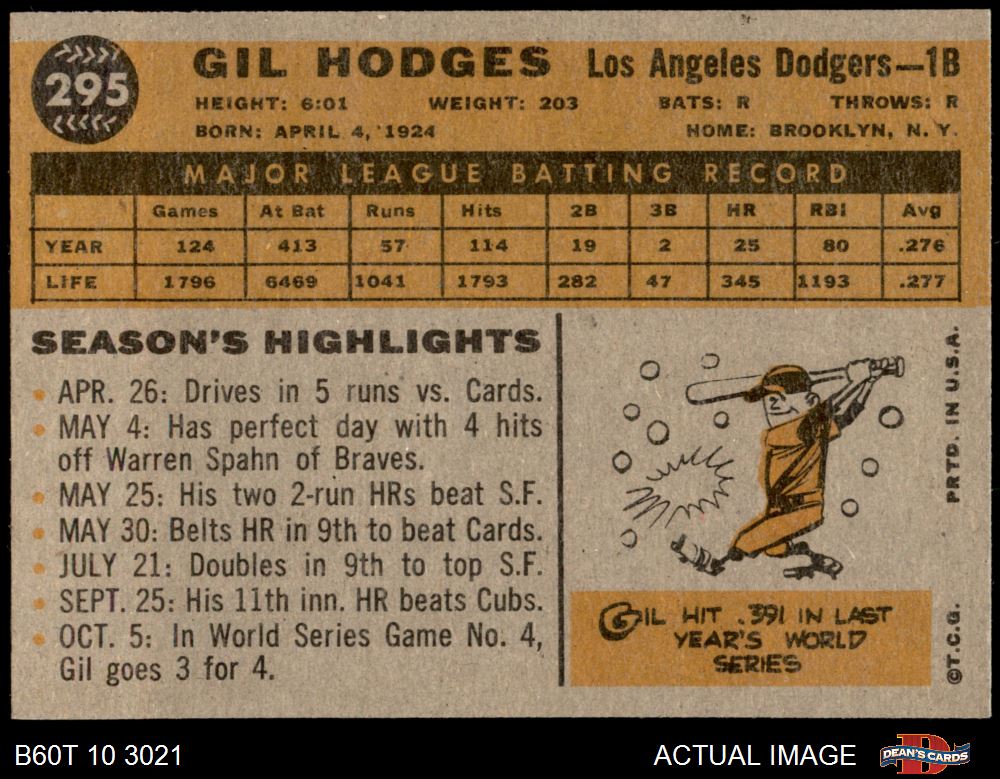 295
GIL HODGES Los Angeles Dodgers—1B
HEIGHT: 6:01 WEIGHT: 203 BATS: R THROWS: R
BORN: APRIL 4, 1924 HOME: BROOKLYN, N. Y.
MAJOR LEAGUE BATTING RECORD
Games At Bat Runs Hits 2B 3B HR RBI Avg
YEAR 124 413 57 114 19 2 25 80 .276
LIFE 1796 6469 1041 1793 282 47 345 1193 .277
SEASON'S HIGHLIGHTS
• APR. 26: Drives in 5 runs vs. Cards.
• MAY 4: Has perfect day with 4 hits
off Warren Spahn of Braves.
• MAY 25: His two 2-run HRs beat S.F.
• MAY 30: Belts HR in 9th to beat Cards.
• JULY 21: Doubles in 9th to top S.F.
• SEPT. 25: His 11th inn. HR beats Cubs.
• OCT. 5: In World Series Game No. 4,
Gil goes 3 for 4.
GIL HIT .391 IN LAST
YEAR'S WORLD
SERIES
©T.C.G. PRTD. IN U.S.A.
B60T 10 3021 ACTUAL IMAGE
D
DEAN'S CARDS